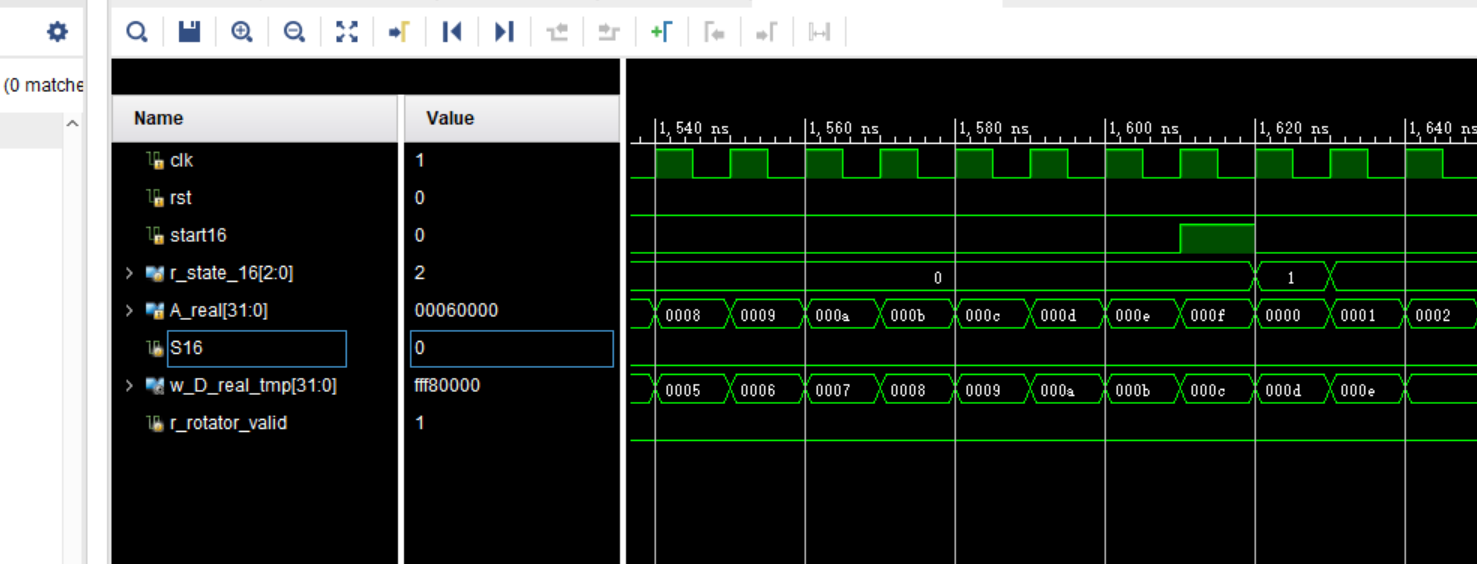 (0 matche
Name Value
1,540 ns 1,560 ns 1,580 ns 1,600 ns 1,620 ns 1,640 ns
clk 1
rst 0
start16 0
r_state_16[2:0] 2 0 1
A_real[31:0] 00060000 0008 0009 000a 000b 000c 000d 000e 000f 0000 0001 0002
S16 0
w_D_real_tmp[31:0] fff80000 0005 0006 0007 0008 0009 000a 000b 000c 000d 000e
r_rotator_valid 1